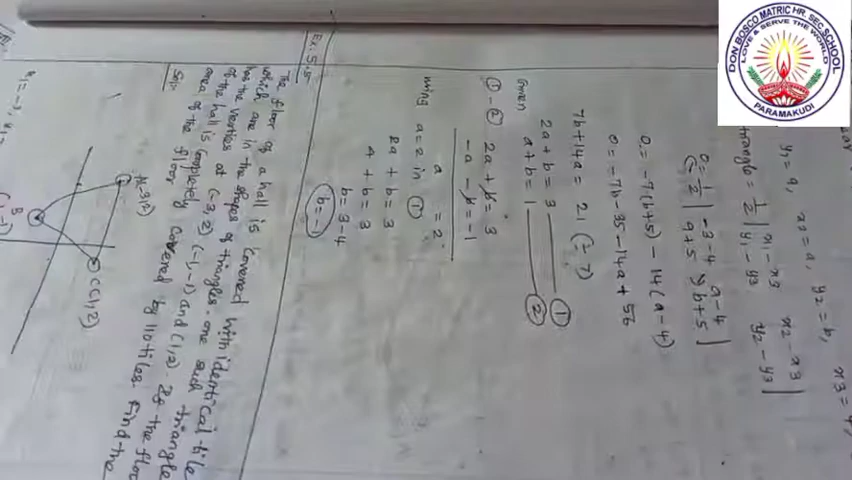 DON BOSCO MATRIC HR. SEC. SCHOOL
LOVE & SERVE THE WORLD
PARAMAKUDI
y₁ = 9, x₂ = a, y₂ = b, x₃ = 4,
triangle = 1/2 | x₁ - x₃ x₂ - x₃ |
| y₁ - y₃ y₂ - y₃ |
0 = 1/2 | -3-4 a-4 |
| 9+5 b+5 |
0 = -7(b+5) - 14(a-4)
0 = -7b - 35 - 14a + 56
7b + 14a = 21 (÷ 7)
2a + b = 3 ①
Given a + b = 1 ②
① - ② 2a + b = 3
-a - b = -1
a = 2
using a = 2 in ①
2a + b = 3
4 + b = 3
b = 3-4
b = -1
Ex: 5.5
The floor of a hall is covered with identical tile
which are in the shapes of triangles. one such triangle
has the vertices at (-3,2) (-1,-1) and (1,2). If the floor
of the hall is completely covered by 110 tiles. Find the
area of the floor
Sol:
A(-3,2)
B
C(1,2)